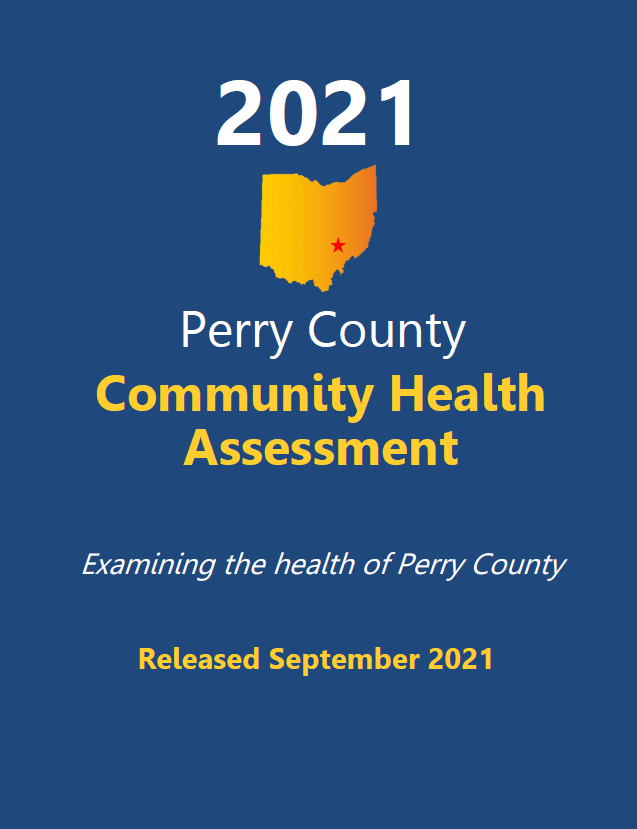 2021
Perry County
Community Health
Assessment
Examining the health of Perry County
Released September 2021